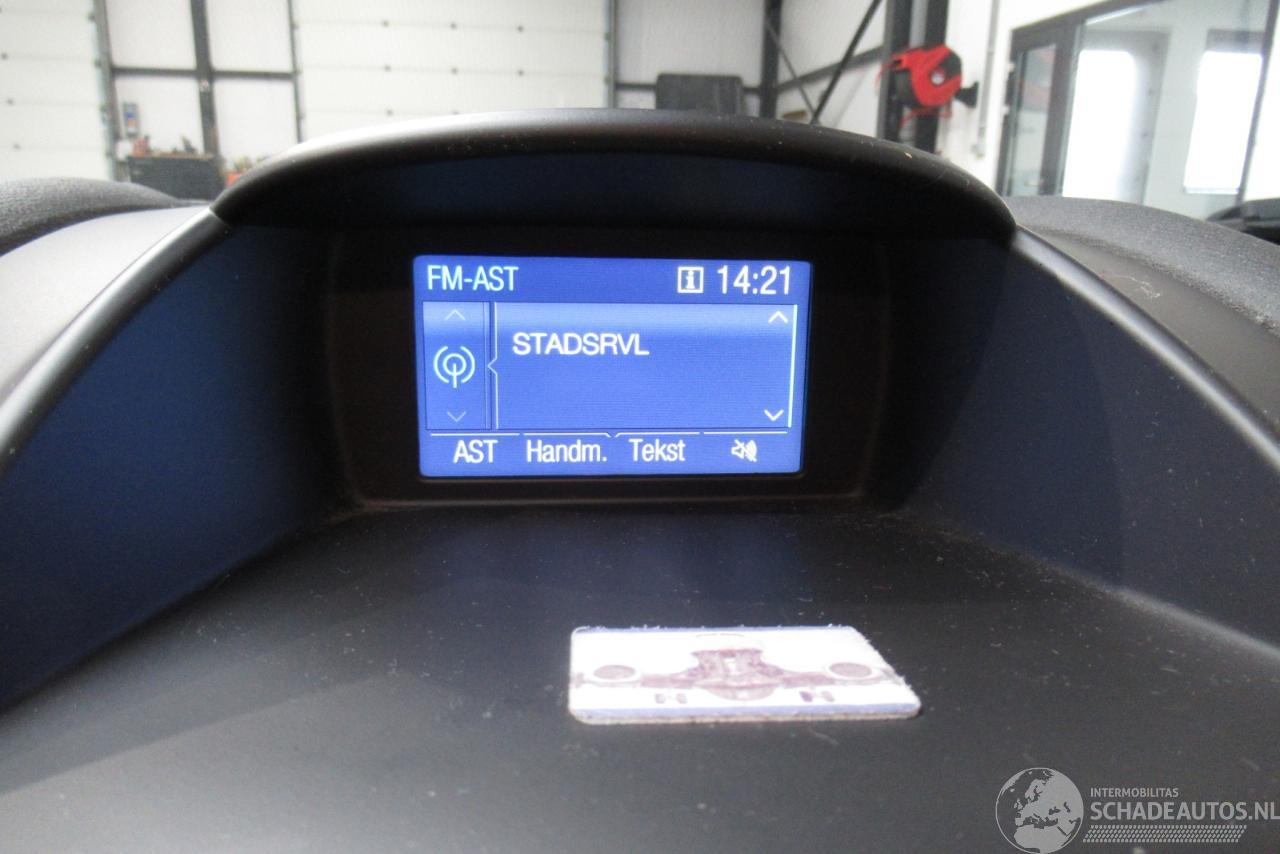 FM-AST i 14:21
STADSRVL
AST Handm. Tekst
INTERMOBILITAS
SCHADEAUTOS.NL